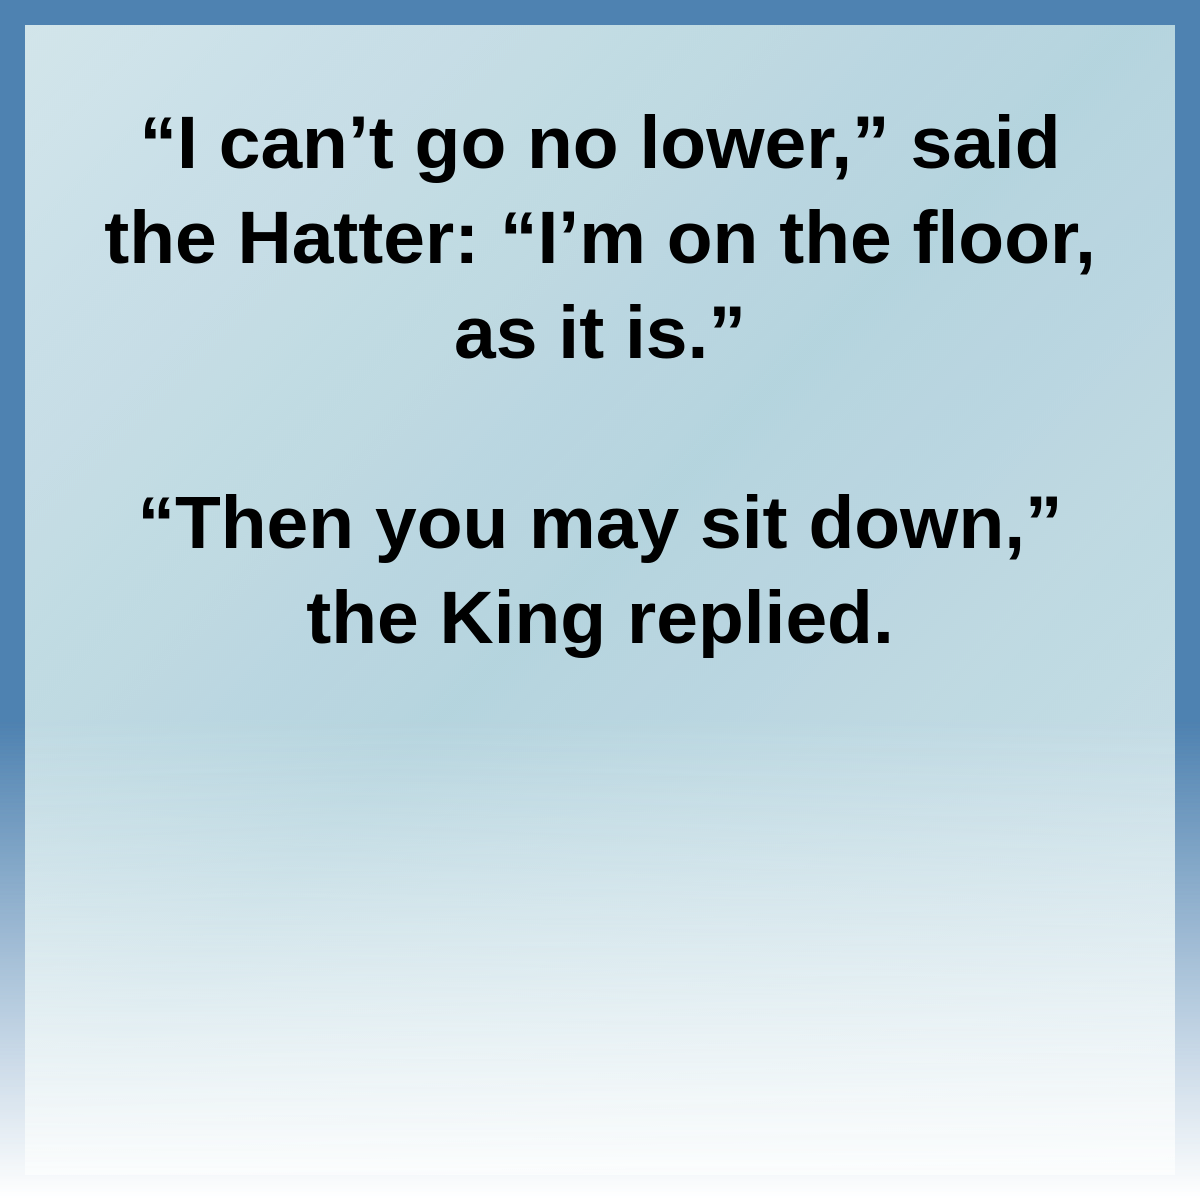 “I can’t go no lower,” said
the Hatter: “I’m on the floor,
as it is.”
“Then you may sit down,”
the King replied.